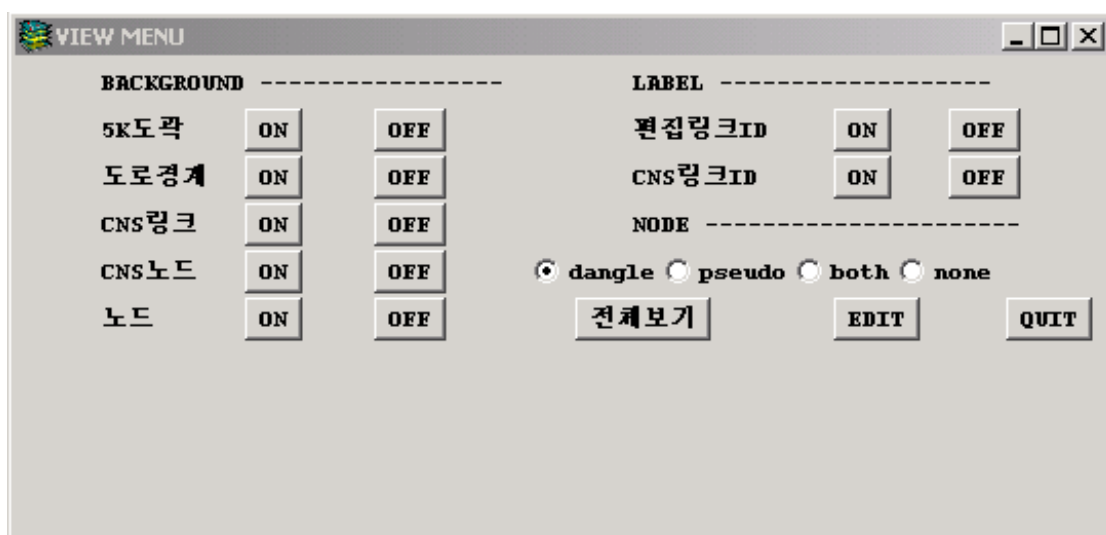 VIEW MENU
BACKGROUND -----------------
5K도곽 ON OFF
도로경계 ON OFF
CNS링크 ON OFF
CNS노드 ON OFF
노드 ON OFF
LABEL -------------------
편집링크ID ON OFF
CNS링크ID ON OFF
NODE ----------------------
dangle pseudo both none
전체보기 EDIT QUIT